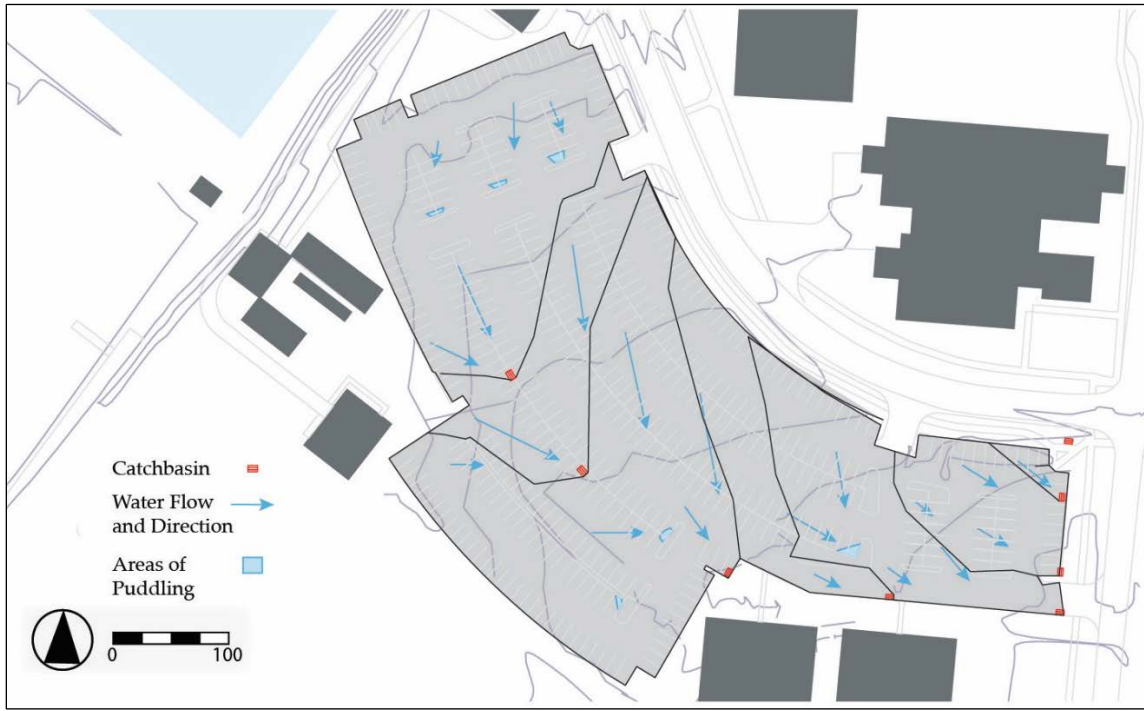 Catchbasin
Water Flow
and Direction
Areas of
Puddling
0 100